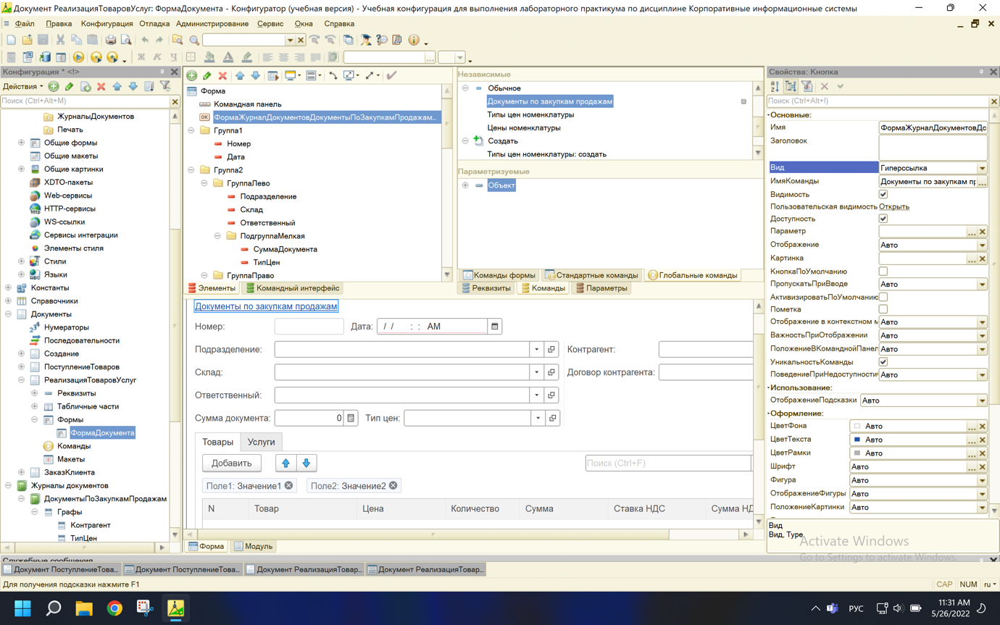 Документ РеализацияТоваровУслуг: ФормаДокумента - Конфигуратор (учебная версия) - Учебная конфигурация для выполнения лабораторного практикума по дисциплине Корпоративные информационные системы
Файл Правка Конфигурация Отладка Администрирование Сервис Окна Справка
Ж К Ч
Конфигурация * <!>
Действия
Поиск (Ctrl+Alt+M)
ЖурналыДокументов
Печать
Общие формы
Общие макеты
Общие картинки
XDTO-пакеты
Web-сервисы
HTTP-сервисы
WS-ссылки
Сервисы интеграции
Элементы стиля
Стили
Языки
Константы
Справочники
Документы
Нумераторы
Последовательности
Создание
ПоступлениеТоваров
РеализацияТоваровУслуг
Реквизиты
Табличные части
Формы
ФормаДокумента
Команды
Макеты
ЗаказКлиента
Журналы документов
ДокументыПоЗакупкамПродажам
Графы
Контрагент
ТипЦен
Форма
Командная панель
OK ФормаЖурналДокументовДокументыПоЗакупкамПродажам...
Группа1
Номер
Дата
Группа2
ГруппаЛево
Подразделение
Склад
Ответственный
ПодгруппаМелкая
СуммаДокумента
ТипЦен
ГруппаПраво
Элементы Командный интерфейс
Независимые
Обычное
Документы по закупкам продажам
Типы цен номенклатуры
Цены номенклатуры
Создать
Типы цен номенклатуры: создать
Параметризуемые
Объект
Команды формы Стандартные команды Глобальные команды
Реквизиты Команды Параметры
Документы по закупкам продажам
Номер: Дата: / / : : AM
Подразделение: Контрагент:
Склад: Договор контрагента:
Ответственный:
Сумма документа: 0 Тип цен:
Товары Услуги
Добавить Поиск (Ctrl+F)
Поле1: Значение1 Поле2: Значение2
N Товар Цена Количество Сумма Ставка НДС Сумма НД
Форма Модуль
Свойства: Кнопка
Поиск (Ctrl+Alt+I)
Основные:
Имя ФормаЖурналДокументовДо
Заголовок
Вид Гиперссылка
ИмяКоманды Документы по закупкам пр ...
Видимость
Пользовательская видимость Открыть
Доступность
Параметр ...
Отображение Авто
Картинка ...
КнопкаПоУмолчанию
ПропускатьПриВводе Авто
АктивизироватьПоУмолчанию
Пометка
Отображение в контекстном м Авто
ВажностьПриОтображении Авто
ПоложениеВКоманднойПанел Авто
УникальностьКоманды
ПоведениеПриНедоступности Авто
Использование:
ОтображениеПодсказки Авто
Оформление:
ЦветФона Авто ...
ЦветТекста Авто ...
ЦветРамки Авто ...
Шрифт Авто ...
Фигура Авто
ОтображениеФигуры Авто
ПоложениеКартинки Авто
Вид
Вид, Type
Activate Windows
Go to Settings to activate Windows.
Служебные сообщения
Документ ПоступлениеТова... Документ ПоступлениеТова... Документ РеализацияТовар... Документ РеализацияТовар...
Для получения подсказки нажмите F1 CAP NUM ru
РУС 11:31 AM
5/26/2022